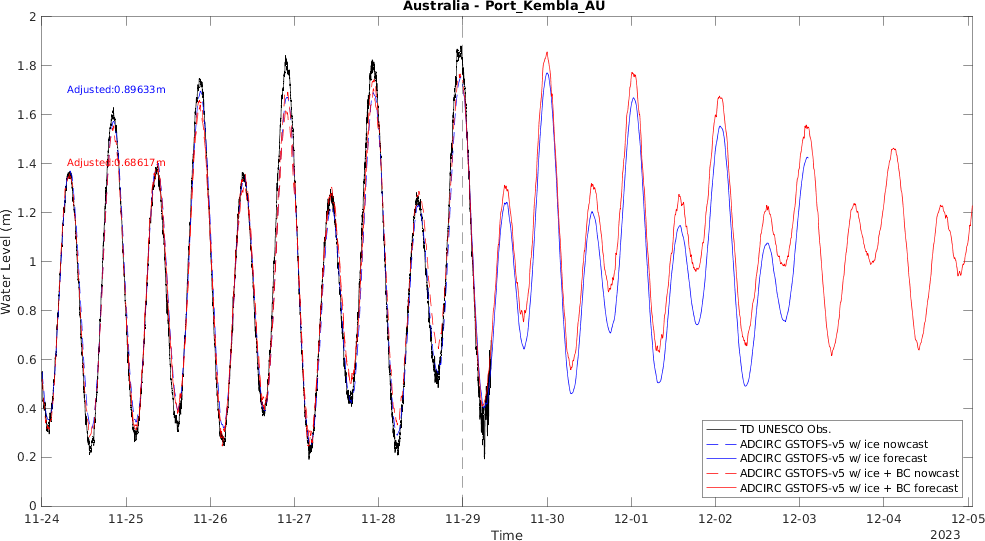 Australia - Port_Kembla_AU
2
1.8
1.6
1.4
1.2
1
0.8
0.6
0.4
0.2
0
Water Level (m)
Adjusted:0.89633m
Adjusted:0.68617m
TD UNESCO Obs.
ADCIRC GSTOFS-v5 w/ ice nowcast
ADCIRC GSTOFS-v5 w/ ice forecast
ADCIRC GSTOFS-v5 w/ ice + BC nowcast
ADCIRC GSTOFS-v5 w/ ice + BC forecast
11-24 11-25 11-26 11-27 11-28 11-29 11-30 12-01 12-02 12-03 12-04 12-05
Time
2023